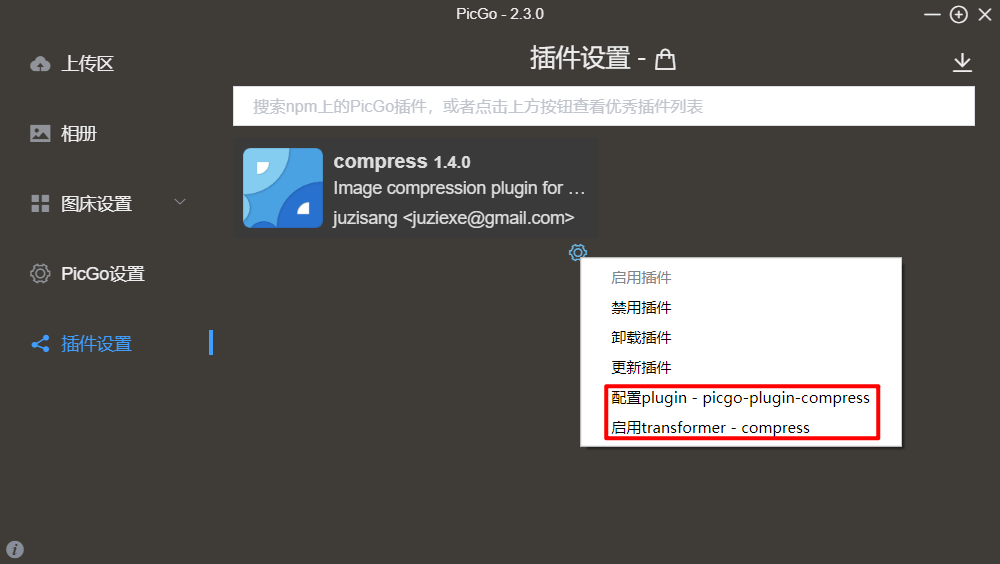 PicGo - 2.3.0
上传区
相册
图床设置
PicGo设置
插件设置
插件设置 -
搜索npm上的PicGo插件，或者点击上方按钮查看优秀插件列表
compress 1.4.0
Image compression plugin for …
juzisang <juziexe@gmail.com>
启用插件
禁用插件
卸载插件
更新插件
配置plugin - picgo-plugin-compress
启用transformer - compress